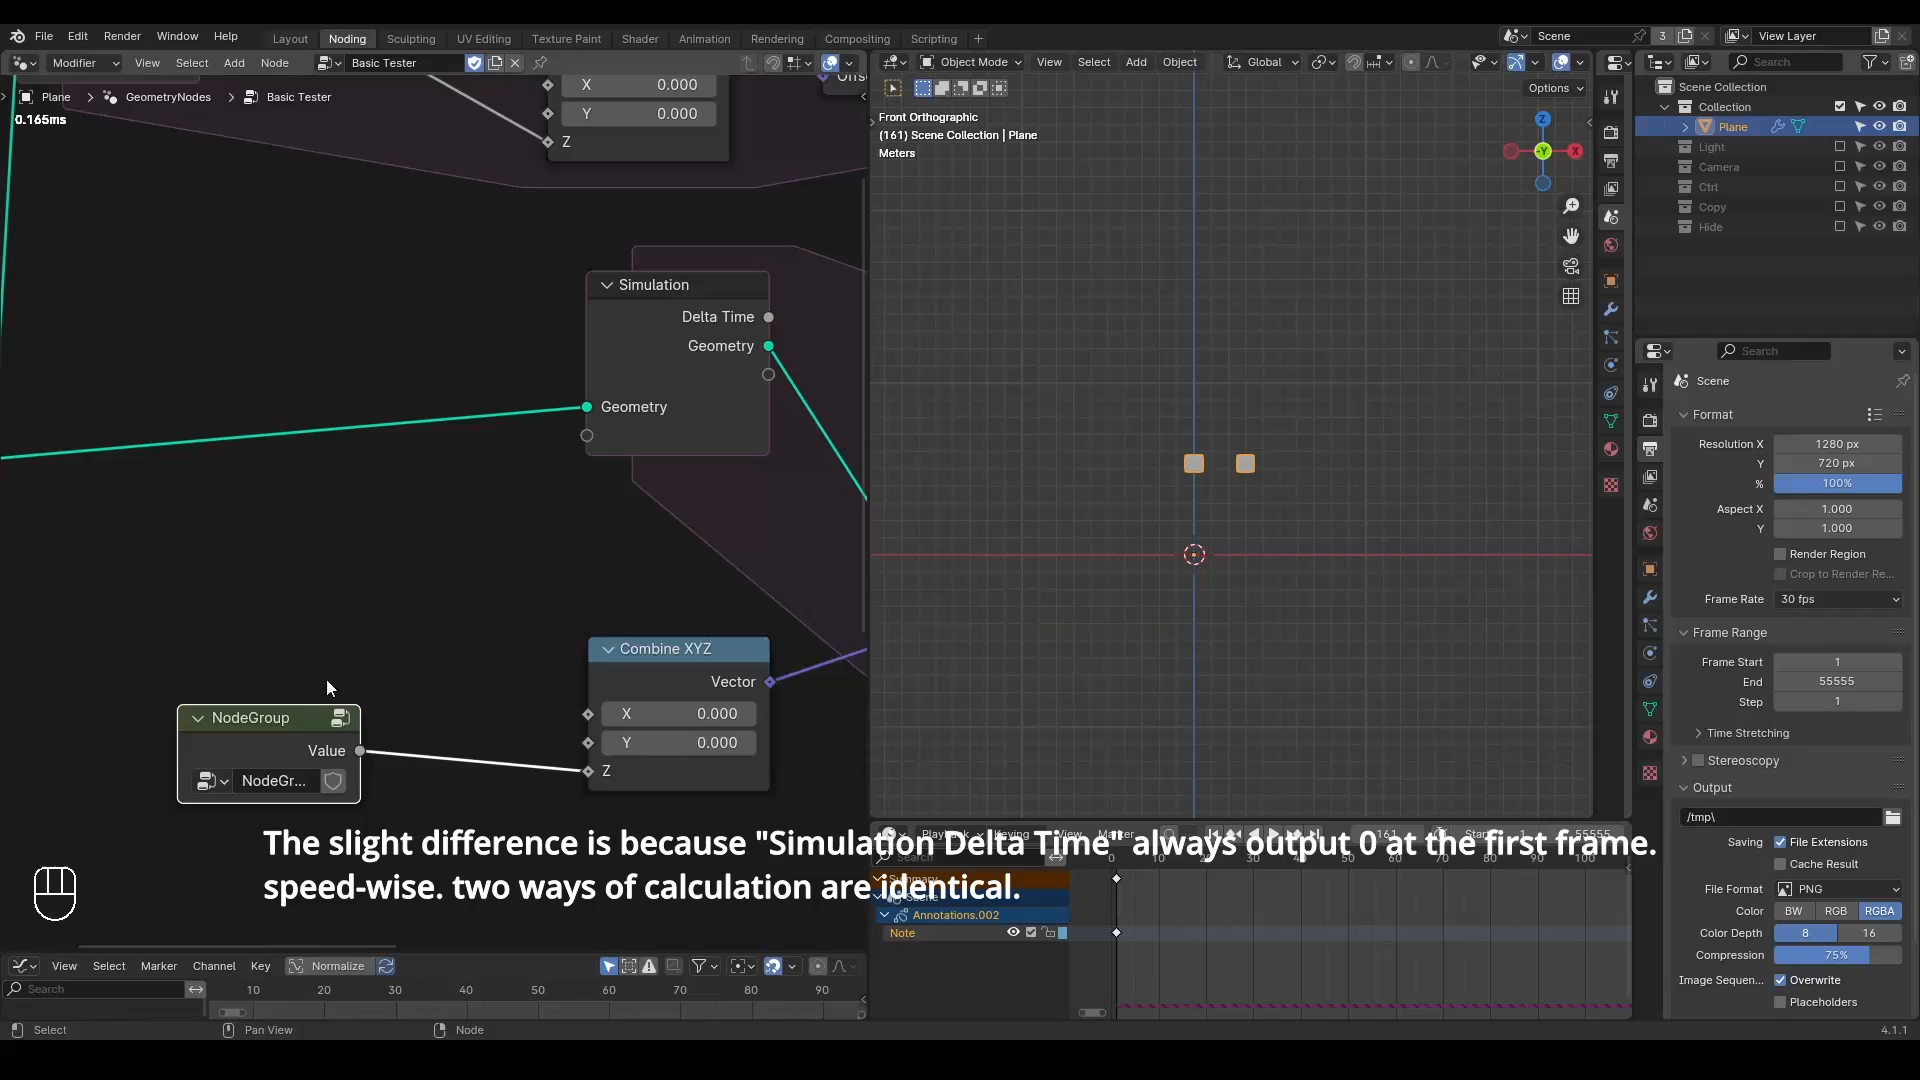 File Edit Render Window Help Layout Noding Sculpting UV Editing Texture Paint Shader Animation Rendering Compositing Scripting + Scene 3 View Layer
Modifier View Select Add Node Basic Tester Object Mode View Select Add Object Global Search
Plane > GeometryNodes > Basic Tester
0.165ms
X 0.000
Y 0.000
Z
Simulation
Delta Time
Geometry
Geometry
Combine XYZ
Vector
X 0.000
Y 0.000
Z
NodeGroup
Value
NodeGr...
Options
Front Orthographic
(161) Scene Collection | Plane
Meters
Z
-Y
X
The slight difference is because "Simulation Delta Time" always output 0 at the first frame.
speed-wise. two ways of calculation are identical.
Annotations.002
Note
View Select Marker Channel Key Normalize
Search 10 20 30 40 50 60 70 80 90
Select Pan View Node 4.1.1
Scene Collection
Collection
Plane
Light
Camera
Ctrl
Copy
Hide
Search
Scene
Format
Resolution X 1280 px
Y 720 px
% 100%
Aspect X 1.000
Y 1.000
Render Region
Crop to Render Re...
Frame Rate 30 fps
Frame Range
Frame Start 1
End 55555
Step 1
Time Stretching
Stereoscopy
Output
/tmp\
Saving File Extensions
Cache Result
File Format PNG
Color BW RGB RGBA
Color Depth 8 16
Compression 75%
Image Sequen... Overwrite
Placeholders